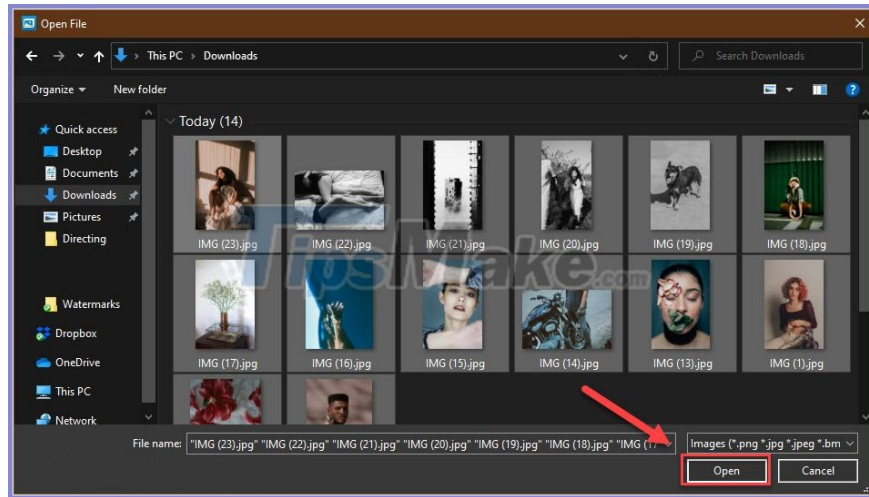 Open File
This PC > Downloads
Search Downloads
Organize
New folder
Quick access
Desktop
Documents
Downloads
Pictures
Directing
Watermarks
Dropbox
OneDrive
This PC
Network
Today (14)
IMG (23).jpg IMG (22).jpg IMG (21).jpg IMG (20).jpg IMG (19).jpg IMG (18).jpg
TipsMake.com
IMG (17).jpg IMG (16).jpg IMG (15).jpg IMG (14).jpg IMG (13).jpg IMG (1).jpg
File name: "IMG (23).jpg" "IMG (22).jpg" "IMG (21).jpg" "IMG (20).jpg" "IMG (19).jpg" "IMG (18).jpg" "IMG (17
Images (*.png *.jpg *.jpeg *.bm
Open Cancel